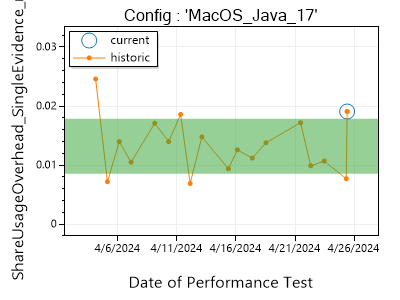 Config : 'MacOS_Java_17'
ShareUsageOverhead_SingleEvidence_
current
historic
0.03
0.02
0.01
0
4/6/2024
4/11/2024
4/16/2024
4/21/2024
4/26/2024
Date of Performance Test